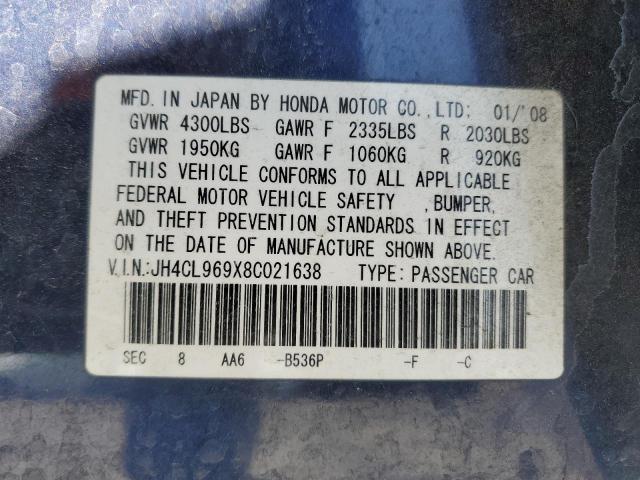 MFD. IN JAPAN BY HONDA MOTOR CO.,LTD: 01/'08
GVWR 4300LBS GAWR F 2335LBS R 2030LBS
GVWR 1950KG GAWR F 1060KG R 920KG
THIS VEHICLE CONFORMS TO ALL APPLICABLE
FEDERAL MOTOR VEHICLE SAFETY ,BUMPER,
AND THEFT PREVENTION STANDARDS IN EFFECT
ON THE DATE OF MANUFACTURE SHOWN ABOVE.
V.I.N:JH4CL969X8C021638 TYPE: PASSENGER CAR
SEC 8 AA6 -B536P -F -C